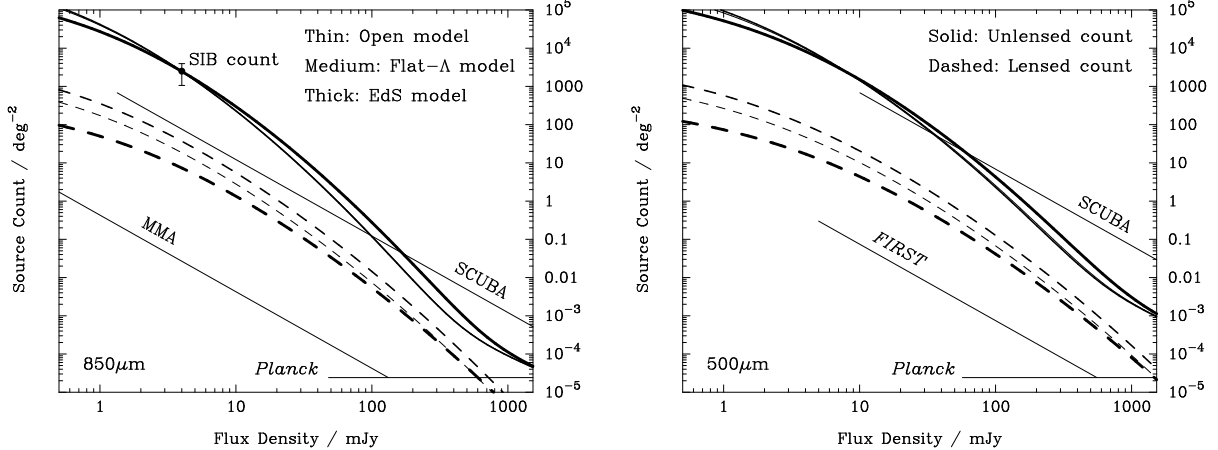 SIB count
Thin: Open model
Medium: Flat-Λ model
Thick: EdS model
MMA
SCUBA
850μm
Planck
10⁵
10⁴
1000
100
10
1
0.1
0.01
10⁻³
10⁻⁴
10⁻⁵
1
10
100
1000
Source Count / deg⁻²
Flux Density / mJy
Solid: Unlensed count
Dashed: Lensed count
SCUBA
FIRST
500μm
Planck
10⁵
10⁴
1000
100
10
1
0.1
0.01
10⁻³
10⁻⁴
10⁻⁵
1
10
100
1000
Source Count / deg⁻²
Flux Density / mJy